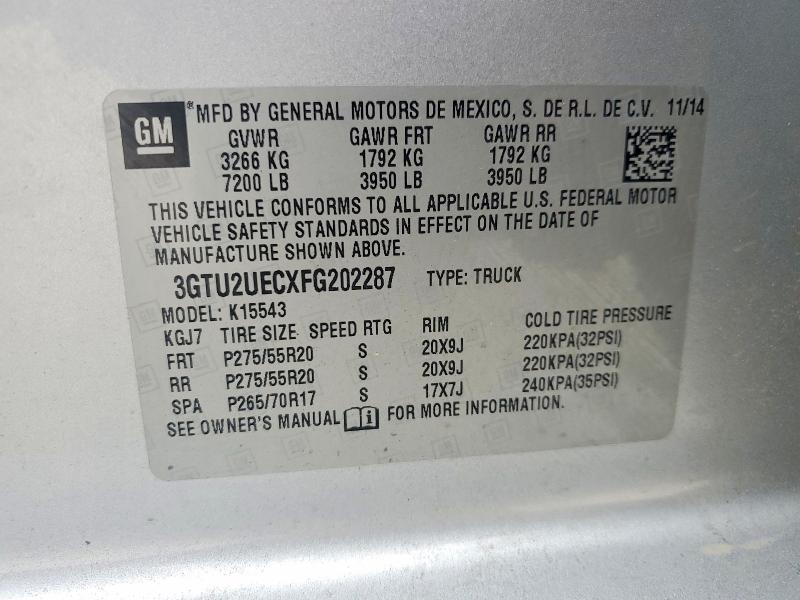 GM ® MFD BY GENERAL MOTORS DE MEXICO, S. DE R.L. DE C.V. 11/14
GVWR GAWR FRT GAWR RR
3266 KG 1792 KG 1792 KG
7200 LB 3950 LB 3950 LB
THIS VEHICLE CONFORMS TO ALL APPLICABLE U.S. FEDERAL MOTOR
VEHICLE SAFETY STANDARDS IN EFFECT ON THE DATE OF
MANUFACTURE SHOWN ABOVE.
3GTU2UECXFG202287 TYPE: TRUCK
MODEL: K15543
KGJ7 TIRE SIZE SPEED RTG RIM COLD TIRE PRESSURE
FRT P275/55R20 S 20X9J 220KPA(32PSI)
RR P275/55R20 S 20X9J 220KPA(32PSI)
SPA P265/70R17 S 17X7J 240KPA(35PSI)
SEE OWNER'S MANUAL i FOR MORE INFORMATION.